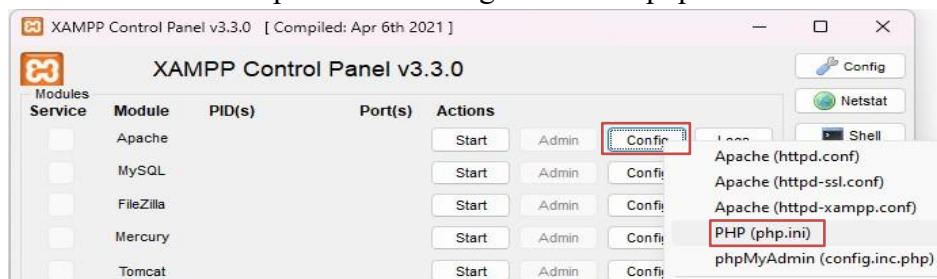 XAMPP Control Panel v3.3.0 [ Compiled: Apr 6th 2021 ]
XAMPP Control Panel v3.3.0
Config
Modules
Service Module PID(s) Port(s) Actions
Netstat
Apache Start Admin Config Logs
Shell
MySQL Start Admin
FileZilla Start Admin
Mercury Start Admin
Tomcat Start Admin
Apache (httpd.conf)
Apache (httpd-ssl.conf)
Apache (httpd-xampp.conf)
PHP (php.ini)
phpMyAdmin (config.inc.php)